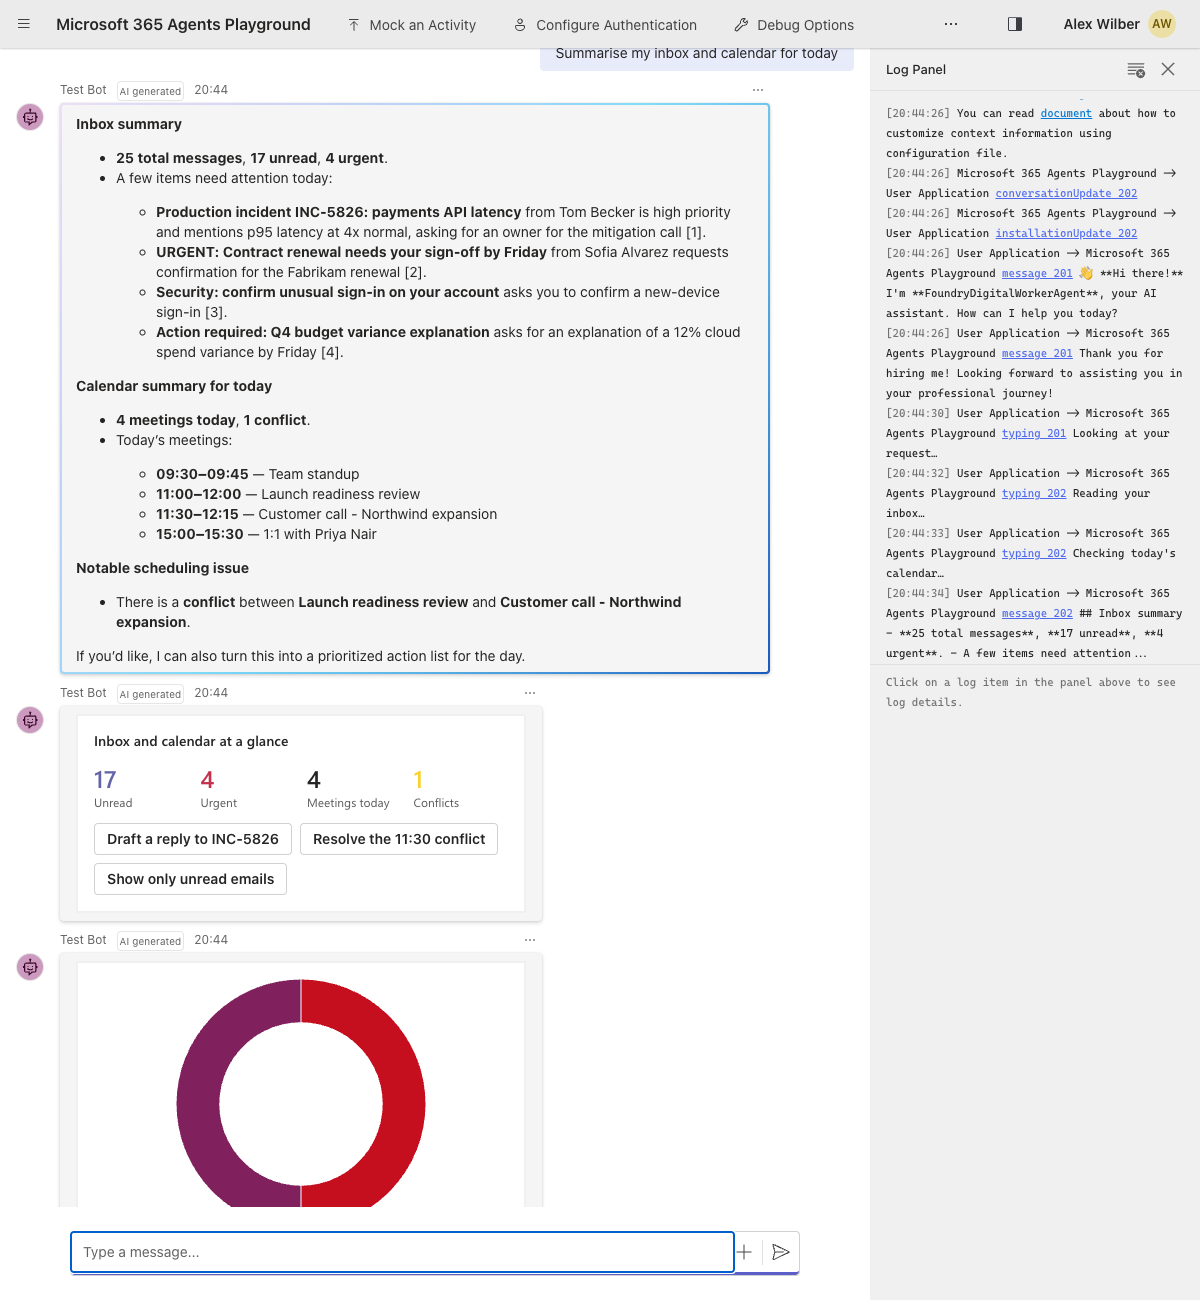 Microsoft 365 Agents Playground
Mock an Activity
Configure Authentication
Debug Options
...
Alex Wilber
AW
Summarise my inbox and calendar for today
Test Bot AI generated 20:44
Inbox summary
• 25 total messages, 17 unread, 4 urgent.
• A few items need attention today:
◦ Production incident INC-5826: payments API latency from Tom Becker is high priority
and mentions p95 latency at 4x normal, asking for an owner for the mitigation call [1].
◦ URGENT: Contract renewal needs your sign-off by Friday from Sofia Alvarez requests
confirmation for the Fabrikam renewal [2].
◦ Security: confirm unusual sign-in on your account asks you to confirm a new-device
sign-in [3].
◦ Action required: Q4 budget variance explanation asks for an explanation of a 12% cloud
spend variance by Friday [4].
Calendar summary for today
• 4 meetings today, 1 conflict.
• Today’s meetings:
◦ 09:30–09:45 — Team standup
◦ 11:00–12:00 — Launch readiness review
◦ 11:30–12:15 — Customer call - Northwind expansion
◦ 15:00–15:30 — 1:1 with Priya Nair
Notable scheduling issue
• There is a conflict between Launch readiness review and Customer call - Northwind
expansion.
If you’d like, I can also turn this into a prioritized action list for the day.
Test Bot AI generated 20:44
Inbox and calendar at a glance
17 4 4 1
Unread Urgent Meetings today Conflicts
Draft a reply to INC-5826
Resolve the 11:30 conflict
Show only unread emails
Test Bot AI generated 20:44
Type a message...
Log Panel
[20:44:26] You can read document about how to
customize context information using
configuration file.
[20:44:26] Microsoft 365 Agents Playground →
User Application conversationUpdate 202
[20:44:26] Microsoft 365 Agents Playground →
User Application installationUpdate 202
[20:44:26] User Application → Microsoft 365
Agents Playground message 201 👋 **Hi there!**
I'm **FoundryDigitalWorkerAgent**, your AI
assistant. How can I help you today?
[20:44:26] User Application → Microsoft 365
Agents Playground message 201 Thank you for
hiring me! Looking forward to assisting you in
your professional journey!
[20:44:30] User Application → Microsoft 365
Agents Playground typing 201 Looking at your
request…
[20:44:32] User Application → Microsoft 365
Agents Playground typing 202 Reading your
inbox…
[20:44:33] User Application → Microsoft 365
Agents Playground typing 202 Checking today's
calendar…
[20:44:34] User Application → Microsoft 365
Agents Playground message 202 ## Inbox summary
- **25 total messages**, **17 unread**, **4
urgent**. - A few items need attention...
Click on a log item in the panel above to see
log details.